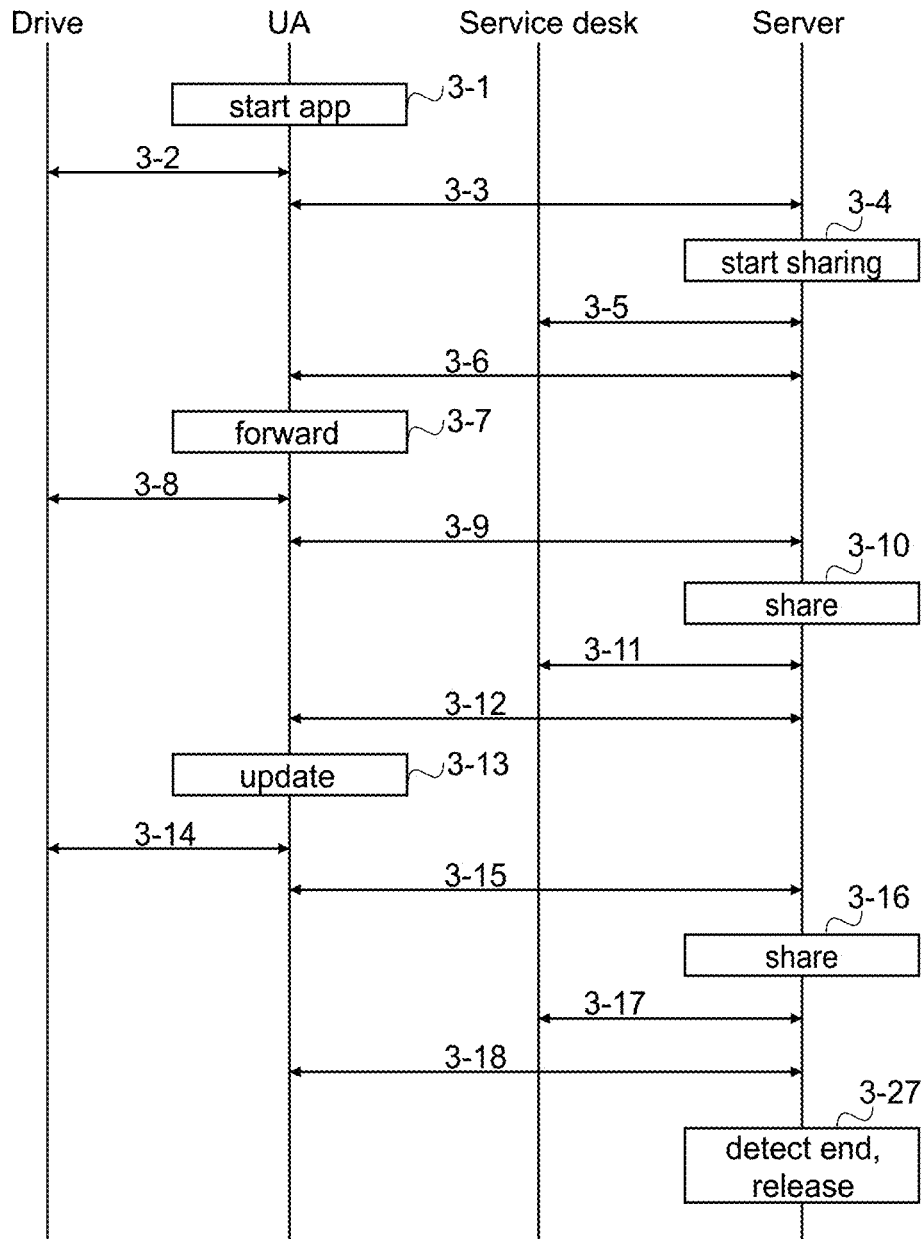 Drive UA Service desk Server
start app 3-1
3-2
3-3
3-4
start sharing
3-5
3-6
forward 3-7
3-8
3-9
3-10
share
3-11
3-12
update 3-13
3-14
3-15
3-16
share
3-17
3-18
3-27
detect end,
release